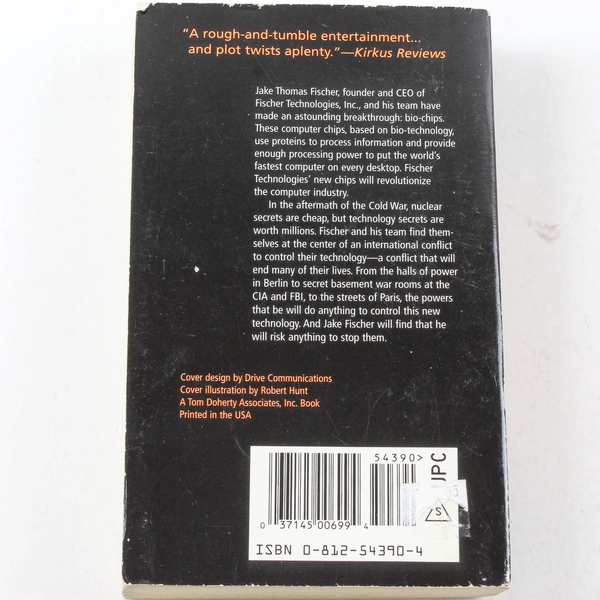 "A rough-and-tumble entertainment...
and plot twists aplenty."—Kirkus Reviews
Jake Thomas Fischer, founder and CEO of
Fischer Technologies, Inc., and his team have
made an astounding breakthrough: bio-chips.
These computer chips, based on bio-technology,
use proteins to process information and provide
enough processing power to put the world's
fastest computer on every desktop. Fischer
Technologies' new chips will revolutionize
the computer industry.
In the aftermath of the Cold War, nuclear
secrets are cheap, but technology secrets are
worth millions. Fischer and his team find them-
selves at the center of an international conflict
to control their technology—a conflict that will
end many of their lives. From the halls of power
in Berlin to secret basement war rooms at the
CIA and FBI, to the streets of Paris, the powers
that be will do anything to control this new
technology. And Jake Fischer will find that he
will risk anything to stop them.
Cover design by Drive Communications
Cover illustration by Robert Hunt
A Tom Doherty Associates, Inc. Book
Printed in the USA
54390>
UPC
S
0 37145 00699 4
ISBN 0-812-54390-4